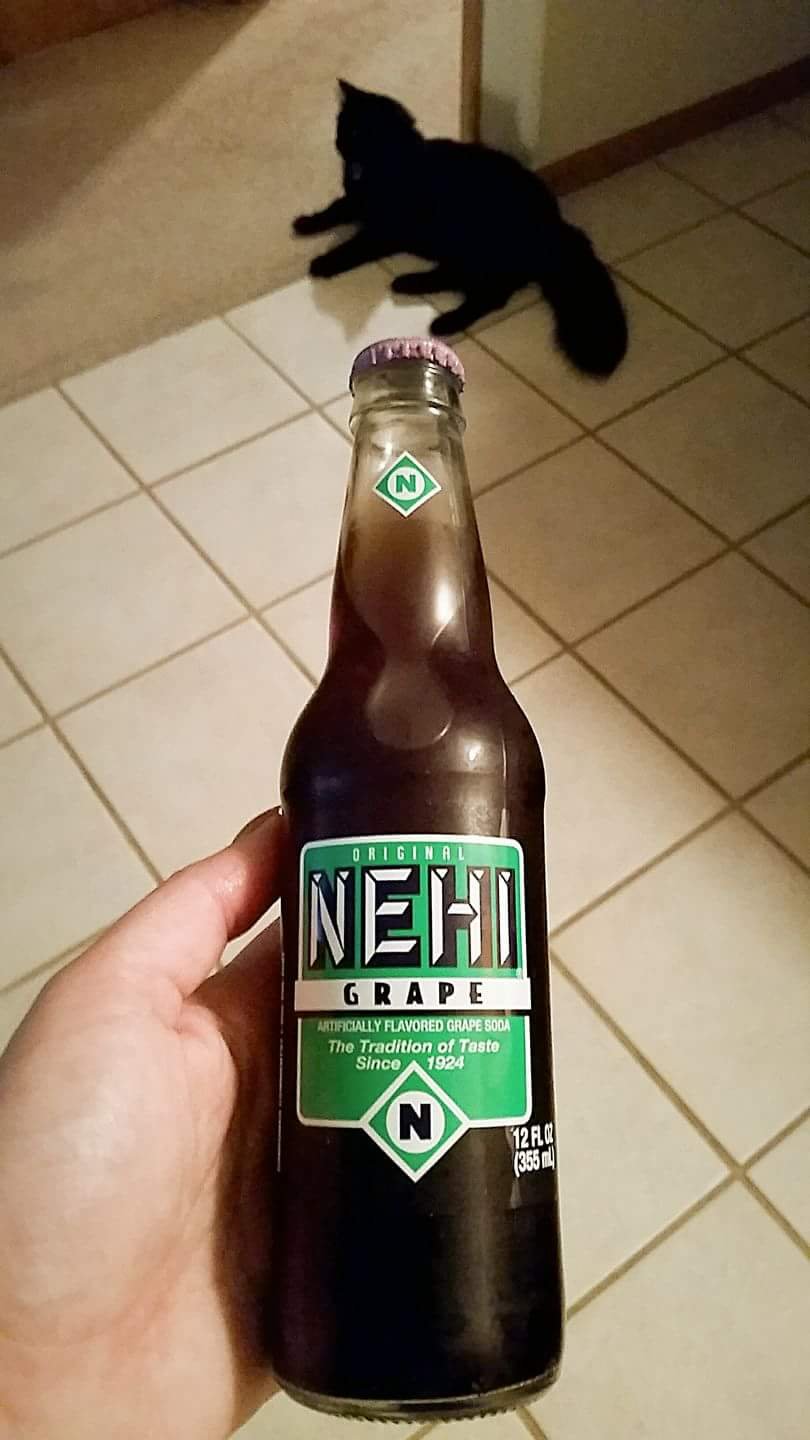 N
ORIGINAL
NEHI
GRAPE
ARTIFICIALLY FLAVORED GRAPE SODA
The Tradition of Taste
Since 1924
N
12 FL OZ
(355 mL)